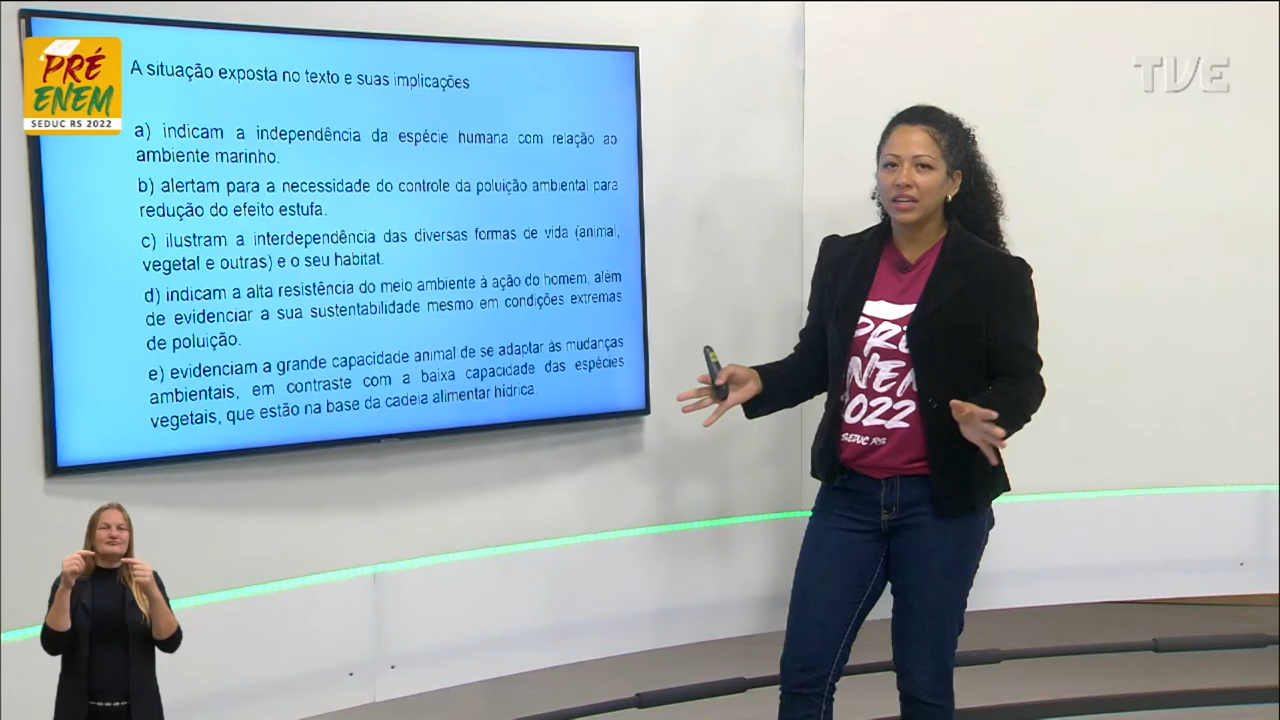 PRÉ
ENEM
SEDUC RS 2022
A situação exposta no texto e suas implicações
a) indicam a independência da espécie humana com relação ao
ambiente marinho.
b) alertam para a necessidade do controle da poluição ambiental para
redução do efeito estufa.
c) ilustram a interdependência das diversas formas de vida (animal,
vegetal e outras) e o seu habitat.
d) indicam a alta resistência do meio ambiente à ação do homem, além
de evidenciar a sua sustentabilidade mesmo em condições extremas
de poluição.
e) evidenciam a grande capacidade animal de se adaptar às mudanças
ambientais, em contraste com a baixa capacidade das espécies
vegetais, que estão na base da cadeia alimentar hídrica.
TVE
PRÉ
ENEM
2022
SEDUC RS